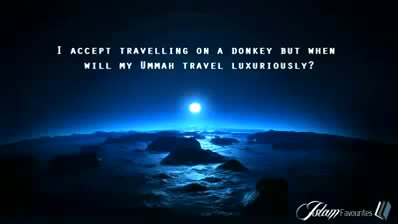 I accept travelling on a donkey but when
will my Ummah travel luxuriously?
Islam Favourites